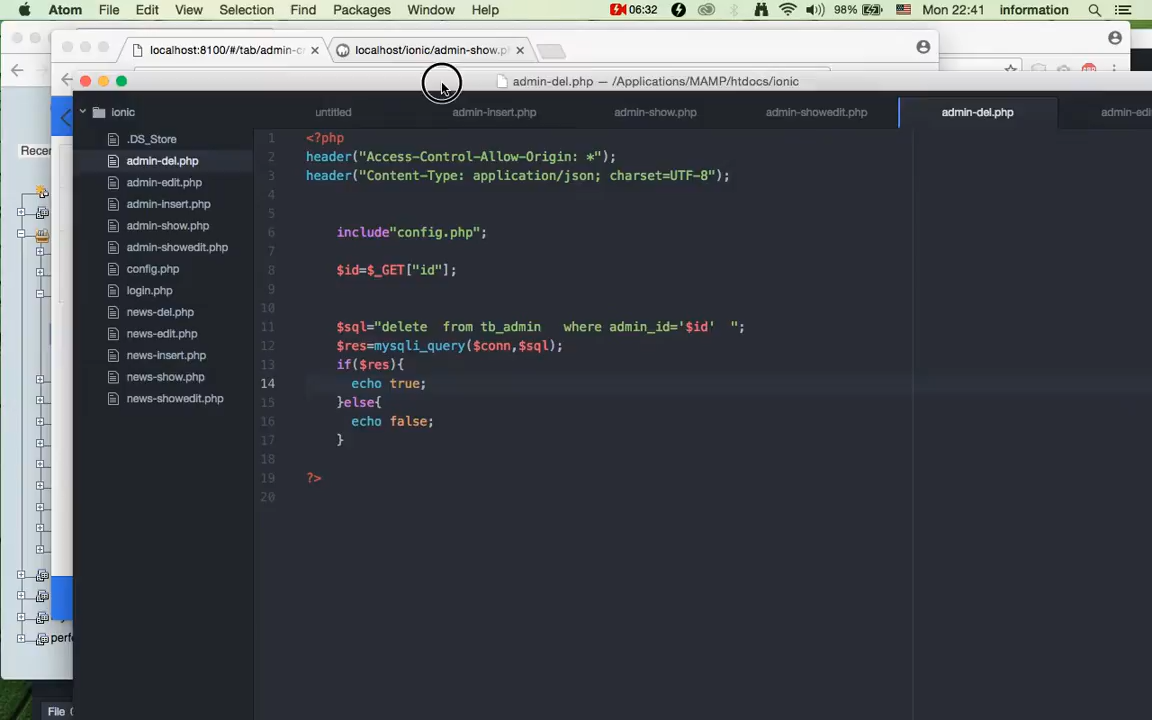 Atom File Edit View Selection Find Packages Window Help 06:32 98% Mon 22:41 information
localhost:8100/#/tab/admin-c localhost/ionic/admin-show.p
admin-del.php — /Applications/MAMP/htdocs/ionic
ionic
untitled admin-insert.php admin-show.php admin-showedit.php admin-del.php admin-edi
.DS_Store
admin-del.php
admin-edit.php
admin-insert.php
admin-show.php
admin-showedit.php
config.php
login.php
news-del.php
news-edit.php
news-insert.php
news-show.php
news-showedit.php
Recer
perfo
File (
1 <?php
2 header("Access-Control-Allow-Origin: *");
3 header("Content-Type: application/json; charset=UTF-8");
4
5
6 include"config.php";
7
8 $id=$_GET["id"];
9
10
11 $sql="delete  from tb_admin   where admin_id='$id'  ";
12 $res=mysqli_query($conn,$sql);
13 if($res){
14 echo true;
15 }else{
16 echo false;
17 }
18
19 ?>
20